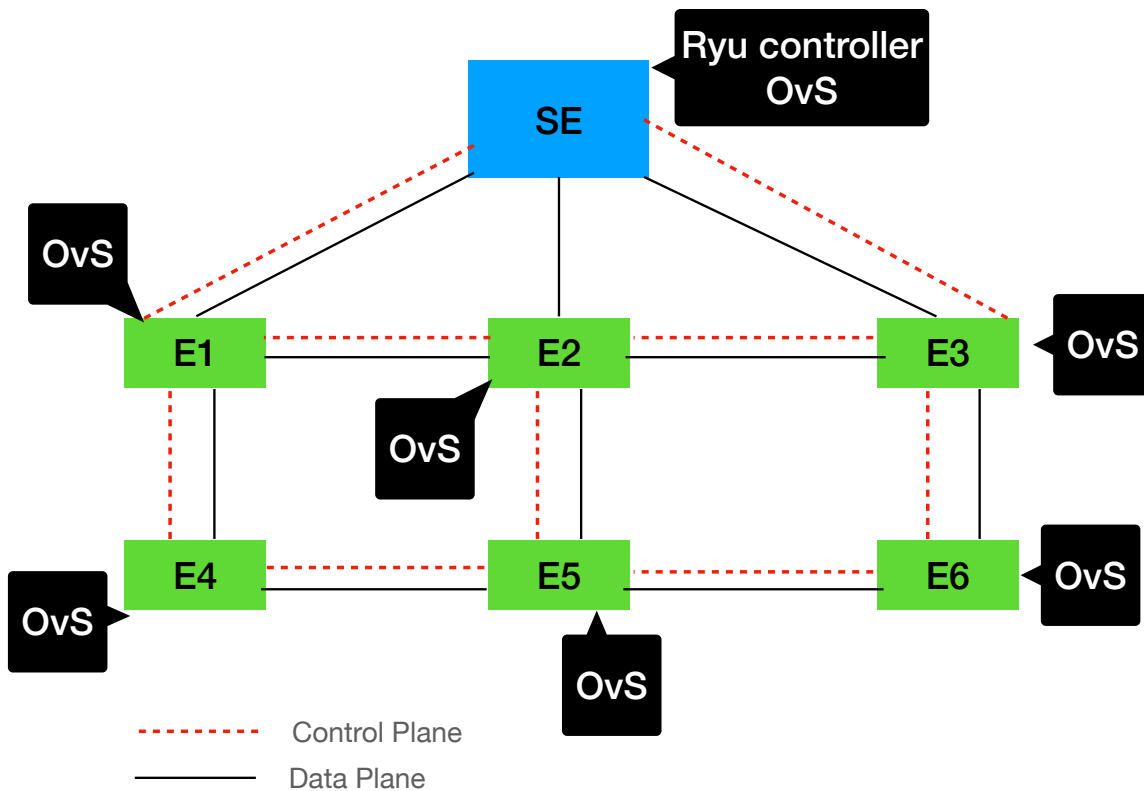 Ryu controller
OvS
SE
OvS
E1
E2
E3
OvS
OvS
E4
E5
E6
OvS
OvS
OvS
Control Plane
Data Plane